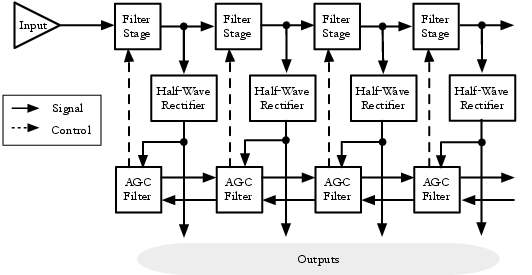 Input
Filter
Stage
Filter
Stage
Filter
Stage
Filter
Stage
Half-Wave
Rectifier
Half-Wave
Rectifier
Half-Wave
Rectifier
Half-Wave
Rectifier
Signal
Control
AGC
Filter
AGC
Filter
AGC
Filter
AGC
Filter
Outputs